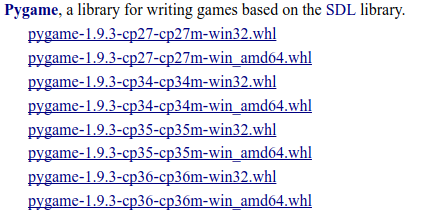 Pygame, a library for writing games based on the SDL library.
pygame-1.9.3-cp27-cp27m-win32.whl
pygame-1.9.3-cp27-cp27m-win_amd64.whl
pygame-1.9.3-cp34-cp34m-win32.whl
pygame-1.9.3-cp34-cp34m-win_amd64.whl
pygame-1.9.3-cp35-cp35m-win32.whl
pygame-1.9.3-cp35-cp35m-win_amd64.whl
pygame-1.9.3-cp36-cp36m-win32.whl
pygame-1.9.3-cp36-cp36m-win_amd64.whl